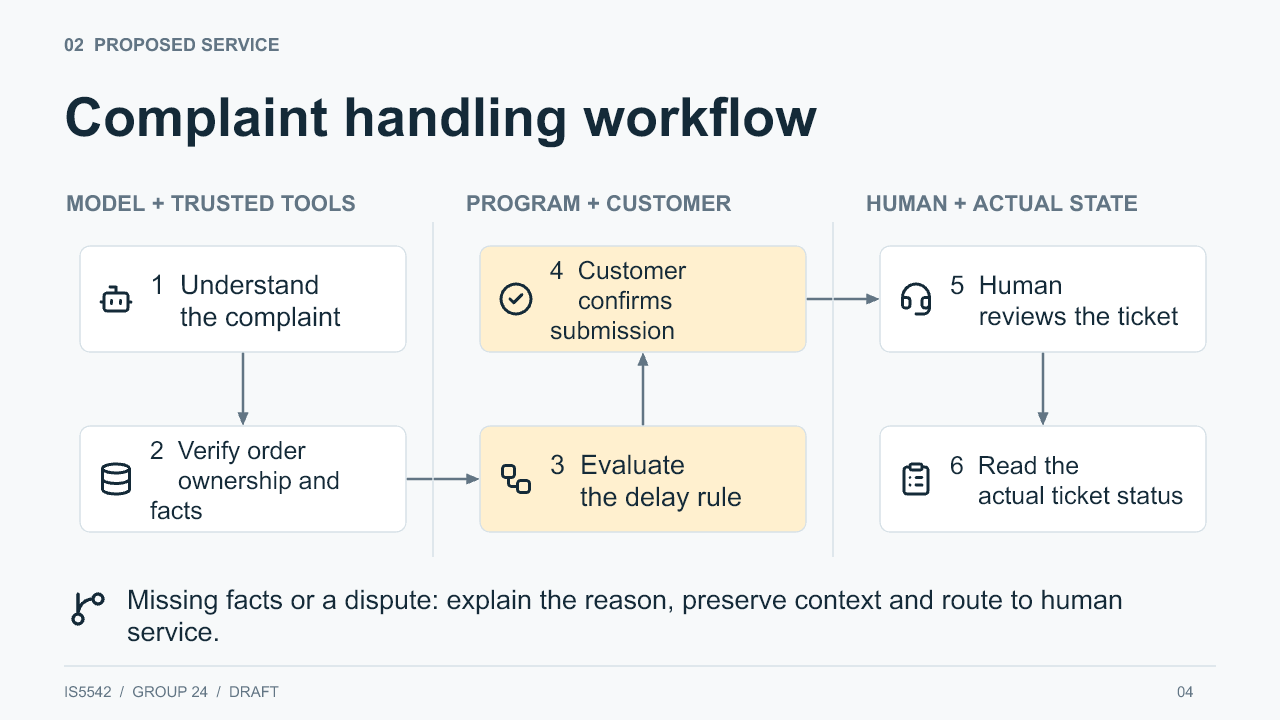 02 PROPOSED SERVICE
Complaint handling workflow
MODEL + TRUSTED TOOLS
1 Understand
the complaint
2 Verify order
ownership and
facts
PROGRAM + CUSTOMER
4 Customer
confirms
submission
3 Evaluate
the delay rule
HUMAN + ACTUAL STATE
5 Human
reviews the ticket
6 Read the
actual ticket status
Missing facts or a dispute: explain the reason, preserve context and route to human
service.
IS5542 / GROUP 24 / DRAFT
04